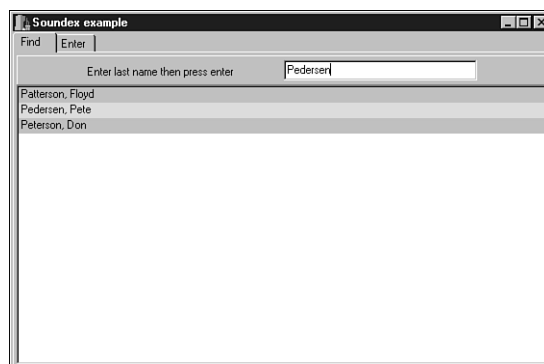 Soundex example
Find Enter
Enter last name then press enter Pedersen
Patterson, Floyd
Pedersen, Pete
Peterson, Don